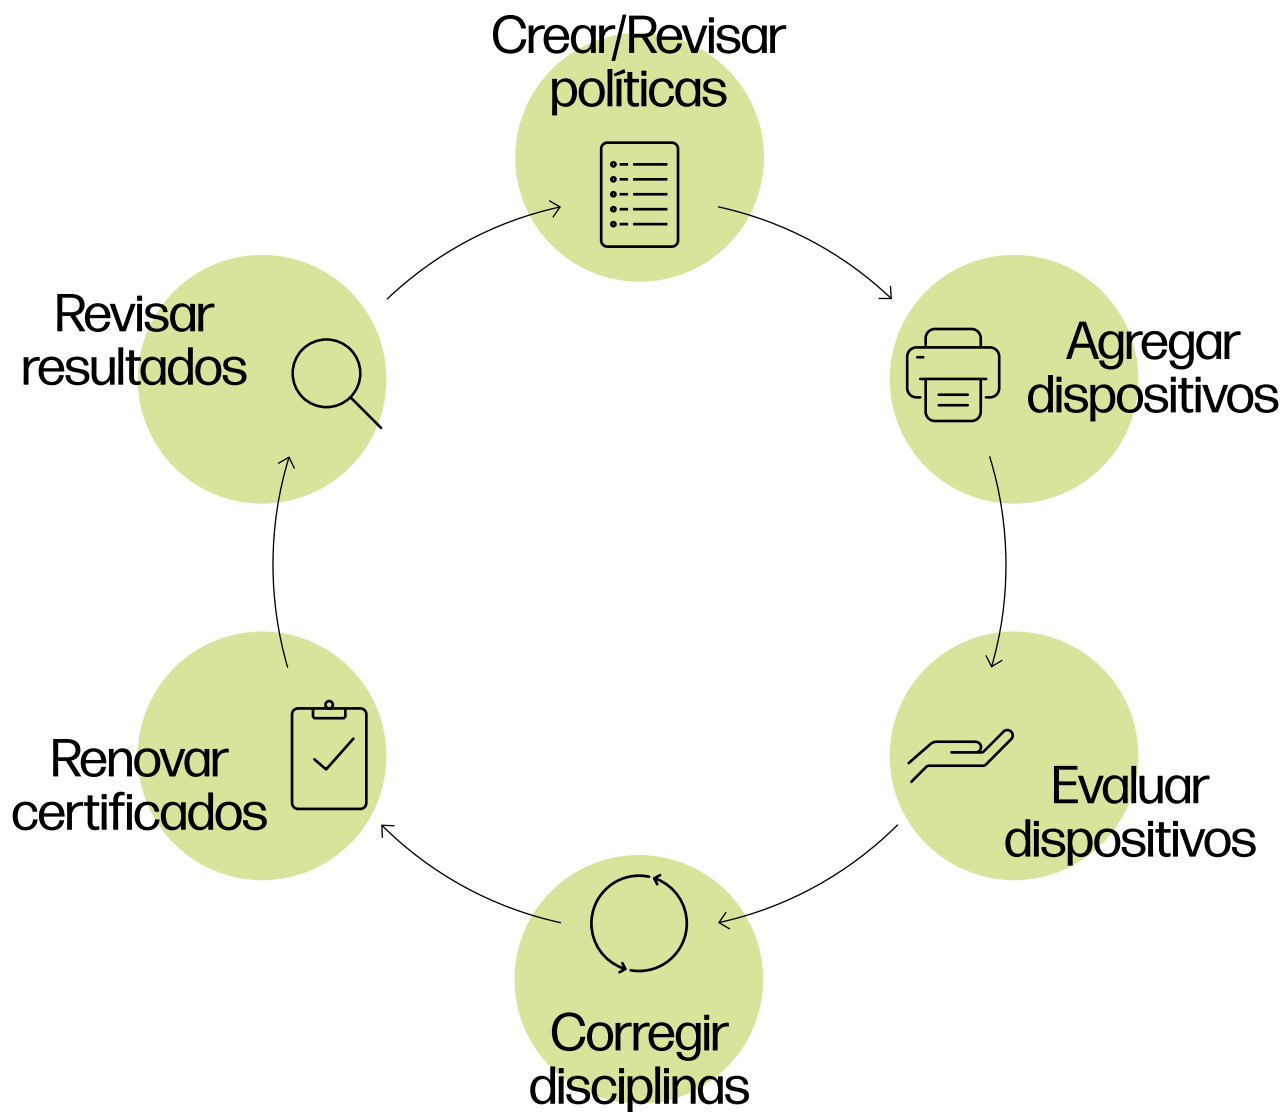 Crear/Revisar
políticas
Agregar
dispositivos
Evaluar
dispositivos
Corregir
disciplinas
Renovar
certificados
Revisar
resultados